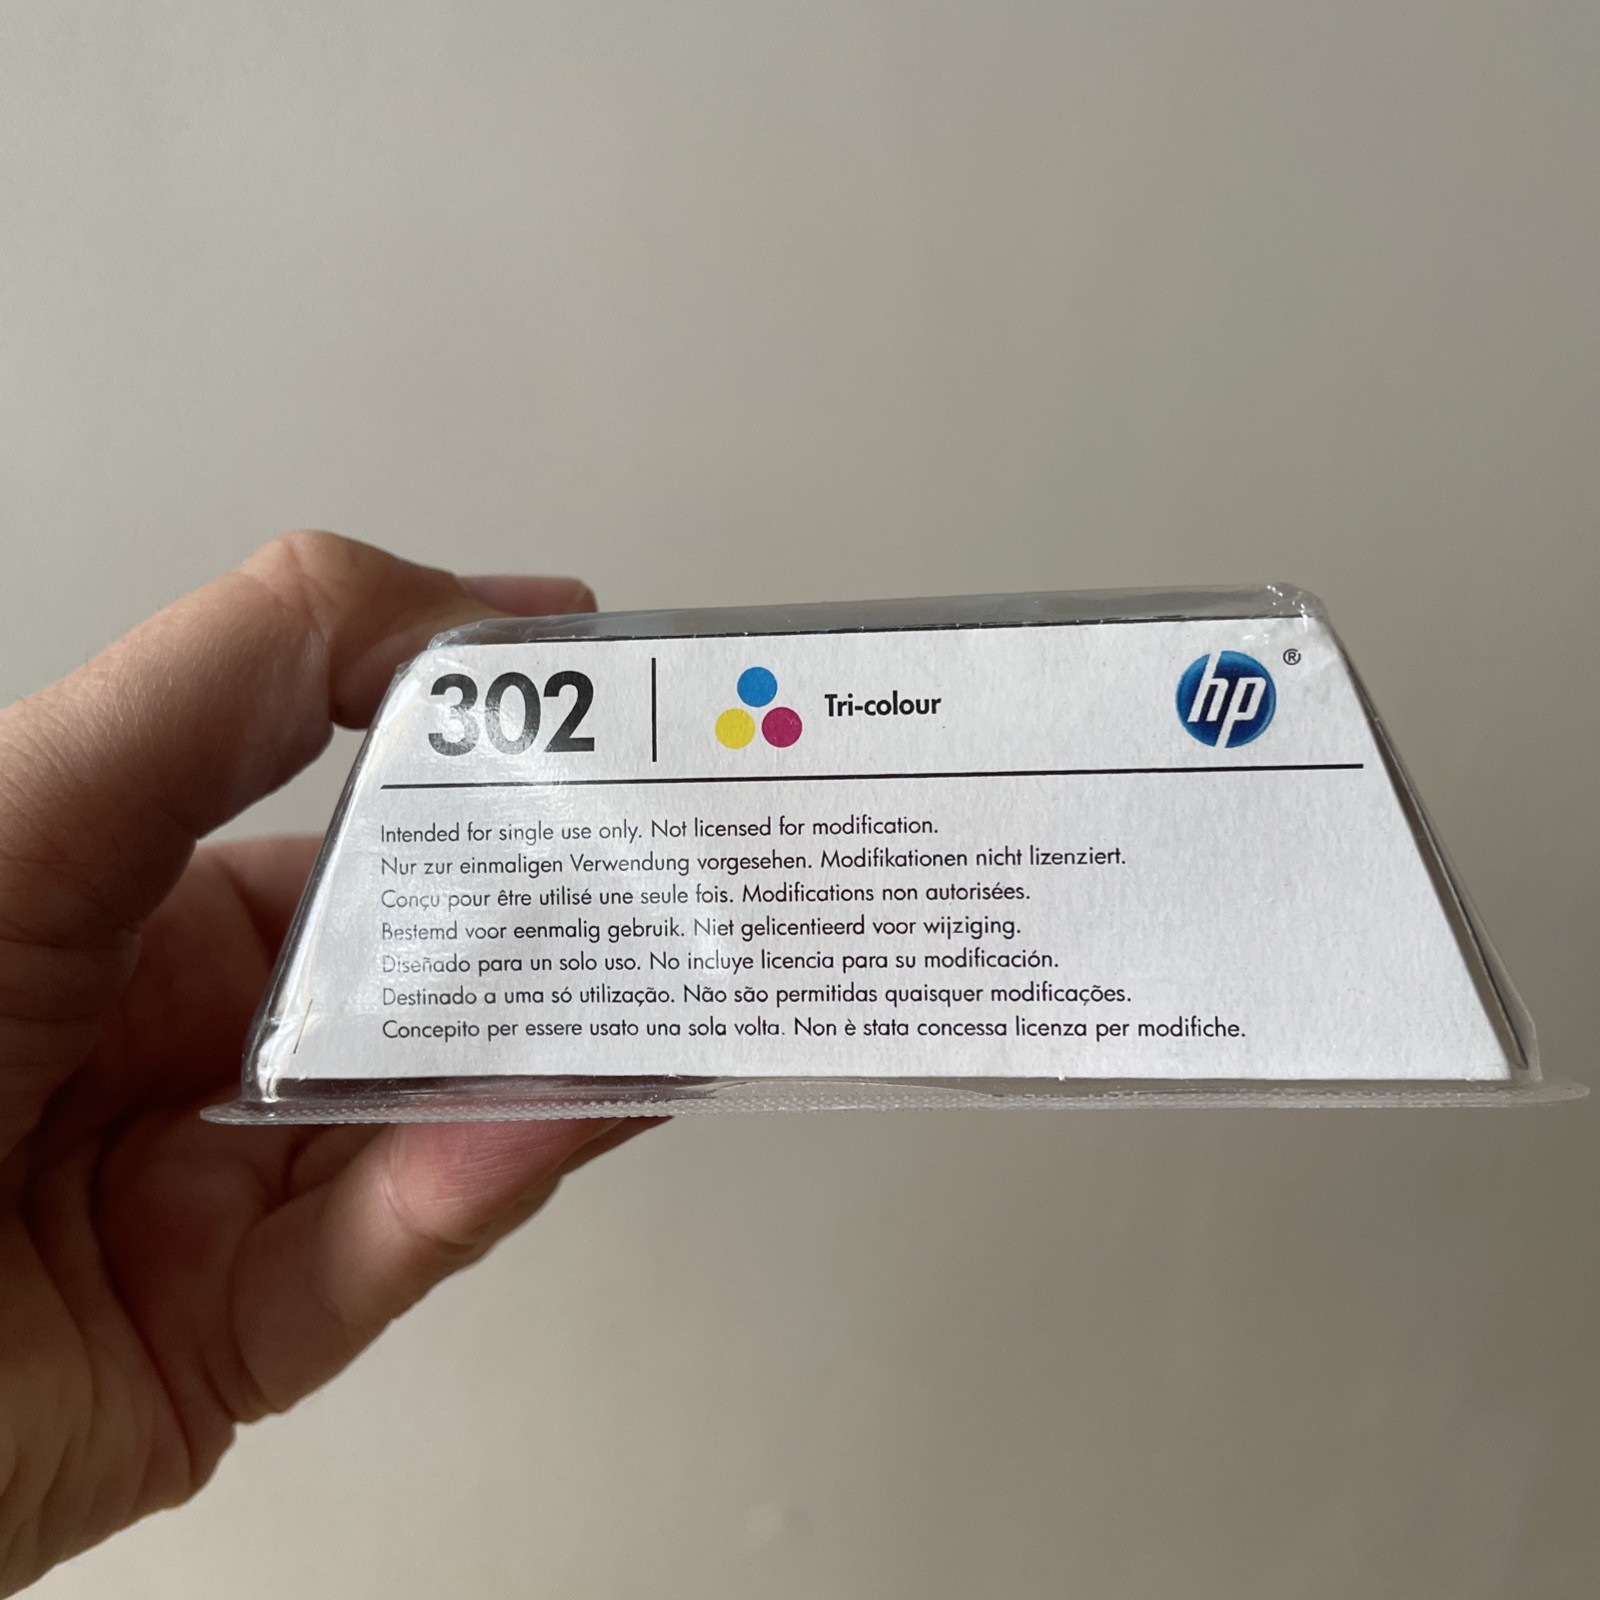 302 | Tri-colour hp ®
Intended for single use only. Not licensed for modification.
Nur zur einmaligen Verwendung vorgesehen. Modifikationen nicht lizenziert.
Conçu pour être utilisé une seule fois. Modifications non autorisées.
Bestemd voor eenmalig gebruik. Niet gelicentieerd voor wijziging.
Diseñado para un solo uso. No incluye licencia para su modificación.
Destinado a uma só utilização. Não são permitidas quaisquer modificações.
Concepito per essere usato una sola volta. Non è stata concessa licenza per modifiche.